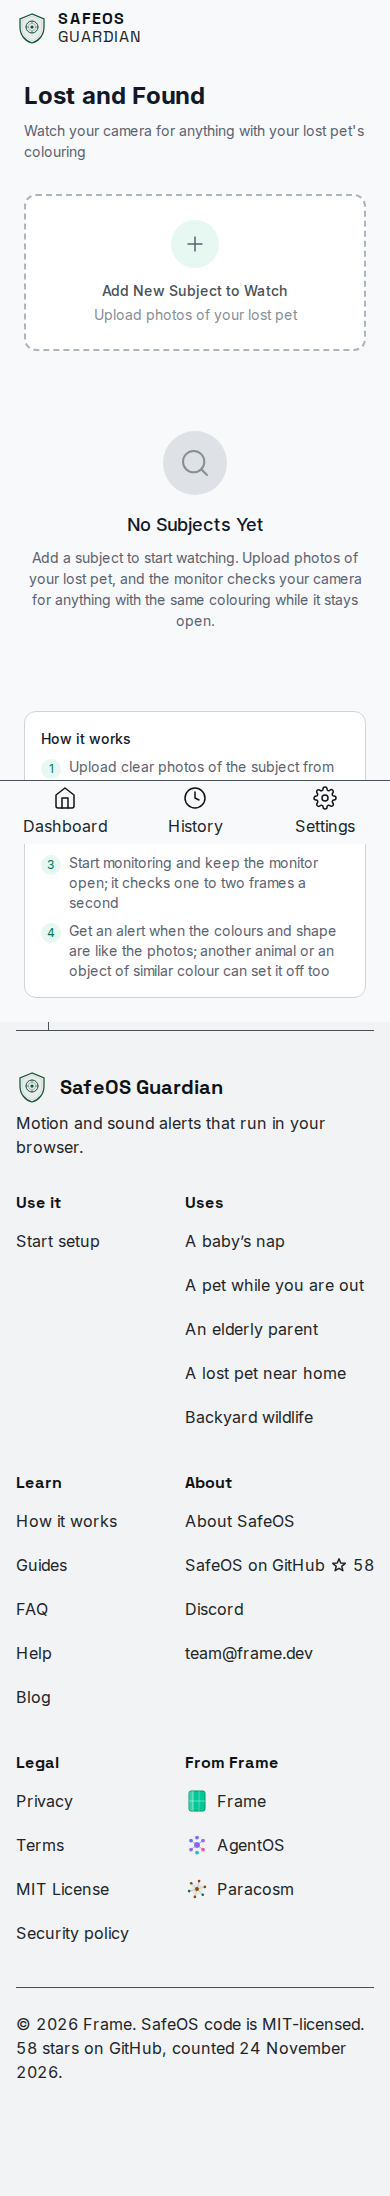 SAFEOS
GUARDIAN
Lost and Found
Watch your camera for anything with your lost pet's
colouring
Add New Subject to Watch
Upload photos of your lost pet
No Subjects Yet
Add a subject to start watching. Upload photos of
your lost pet, and the monitor checks your camera
for anything with the same colouring while it stays
open.
How it works
1 Upload clear photos of the subject from
Dashboard History Settings
3 Start monitoring and keep the monitor
open; it checks one to two frames a
second
4 Get an alert when the colours and shape
are like the photos; another animal or an
object of similar colour can set it off too
SafeOS Guardian
Motion and sound alerts that run in your
browser.
Use it
Start setup
Uses
A baby’s nap
A pet while you are out
An elderly parent
A lost pet near home
Backyard wildlife
Learn
How it works
Guides
FAQ
Help
Blog
About
About SafeOS
SafeOS on GitHub ☆ 58
Discord
team@frame.dev
Legal
Privacy
Terms
MIT License
Security policy
From Frame
Frame
AgentOS
Paracosm
© 2026 Frame. SafeOS code is MIT-licensed.
58 stars on GitHub, counted 24 November
2026.